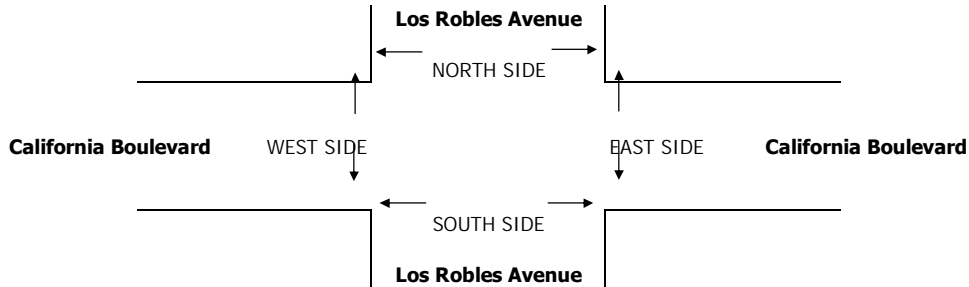 Los Robles Avenue
NORTH SIDE
California Boulevard WEST SIDE EAST SIDE California Boulevard
SOUTH SIDE
Los Robles Avenue